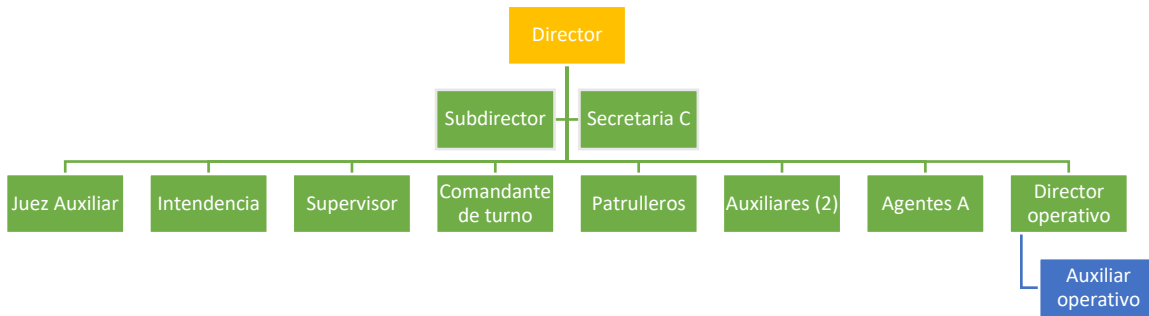 Director
Subdirector
Secretaria C
Juez Auxiliar
Intendencia
Supervisor
Comandante
de turno
Patrulleros
Auxiliares (2)
Agentes A
Director
operativo
Auxiliar
operativo